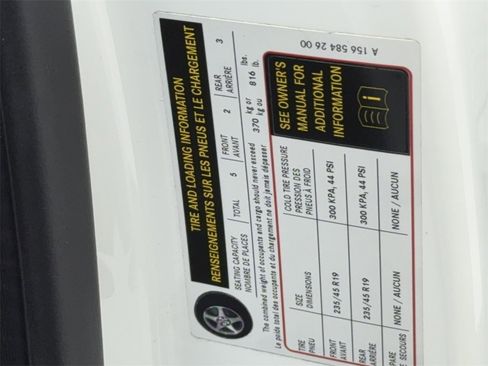 A 156 584 26 00
TIRE AND LOADING INFORMATION
RENSEIGNEMENTS SUR LES PNEUS ET LE CHARGEMENT
SEATING CAPACITY
NOMBRE DE PLACES
TOTAL 5
FRONT
AVANT 2
REAR
ARRIÈRE 3
The combined weight of occupants and cargo should never exceed 370 kg or 816 lbs.
Le poids total des occupants et du chargement ne doit jamais dépasser 370 kg ou 816 lb.
TIRE
PNEU
SIZE
DIMENSIONS
COLD TIRE PRESSURE
PRESSION DES
PNEUS À FROID
FRONT
AVANT
235/45 R19
300 KPA, 44 PSI
REAR
ARRIÈRE
235/45 R19
300 KPA, 44 PSI
SPARE
DE SECOURS
NONE / AUCUN
NONE / AUCUN
SEE OWNER'S
MANUAL FOR
ADDITIONAL
INFORMATION